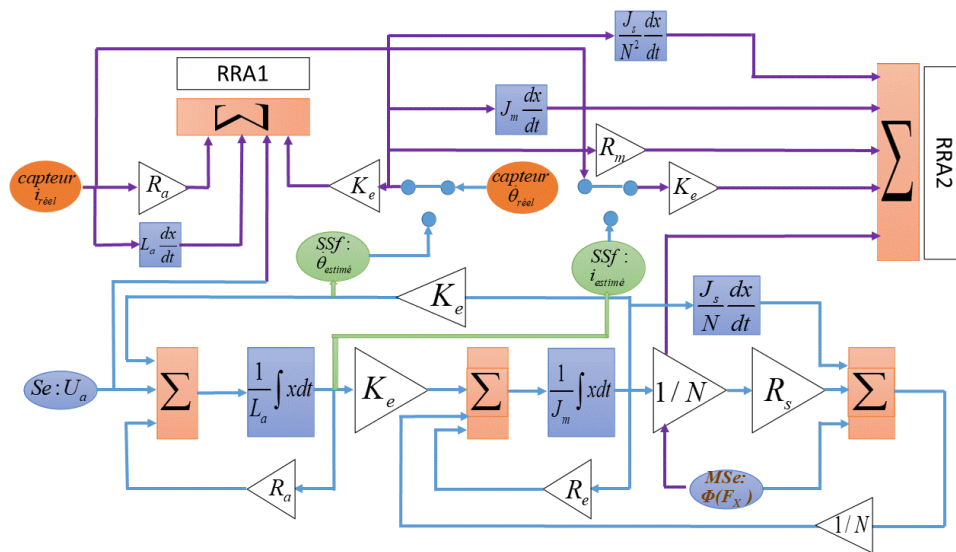 J_s/N² dx/dt
RRA1
J_m dx/dt
RRA2
∑
∑
R_m
capteur
i_réel
R_a
K_e
capteur
θ_réel
K_e
L_a dx/dt
SSf :
θ̇_estimé
SSf :
i_estimé
K_e
J_s/N dx/dt
Se : U_a
∑
1/L_a ∫xdt
K_e
∑
1/J_m ∫xdt
1/N
R_s
∑
R_a
R_e
MSe:
Φ(F_X)
1/N